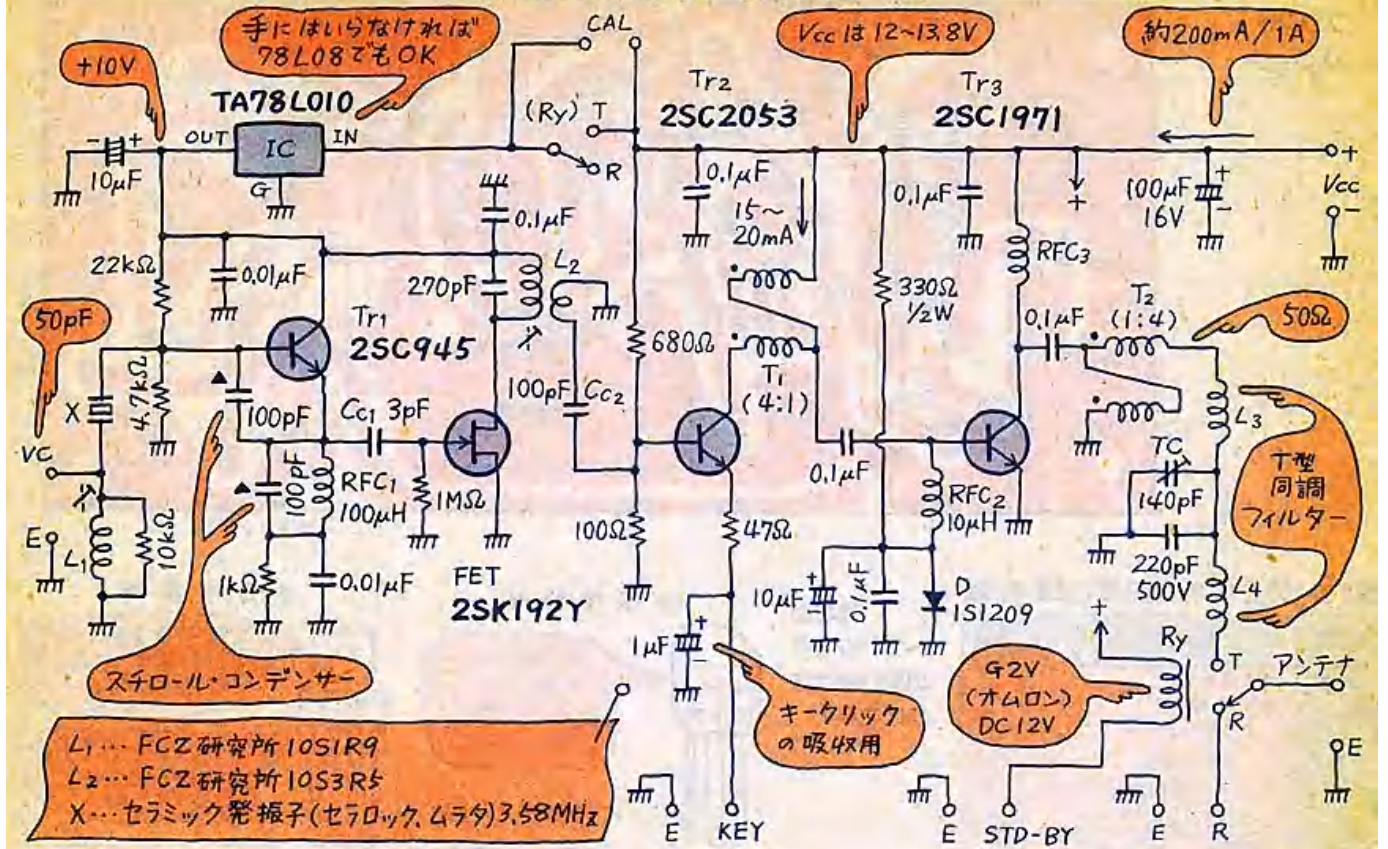 手にはいらなければ
78L08でもOK
CAL
Vccは12~13.8V
約200mA/1A
+10V
TA78L010
(Ry)
T
R
Tr2
2SC2053
Tr3
2SC1971
OUT
IC
IN
G
- +
10μF
0.1μF
0.1μF
15~
20mA
0.1μF
+
100μF
16V
+
-
+
Vcc
-
22kΩ
0.01μF
270pF
L2
330Ω
1/2W
RFC3
50pF
Tr1
2SC945
680Ω
T1
(4:1)
0.1μF
T2
(1:4)
50Ω
X
4.7kΩ
▲
100pF
Cc1 3pF
100pF
Cc2
L3
VC
▲
100pF
RFC1
100μH
1MΩ
0.1μF
RFC2
10μH
TC
140pF
T型
同調
フィルター
E
L1
10kΩ
100Ω
47Ω
220pF
500V
L4
1kΩ
0.01μF
FET
2SK192Y
10μF
+
0.1μF
D
1S1209
1μF
+
-
+
Ry
T
アンテナ
R
スチロール・コンデンサー
キークリック
の吸収用
G2V
(オムロン)
DC12V
L1… FCZ研究所10S1R9
L2… FCZ研究所10S3R5
X…セラミック発振子(セラロック、ムラタ)3.58MHz
E
KEY
E
STD-BY
E
R
E